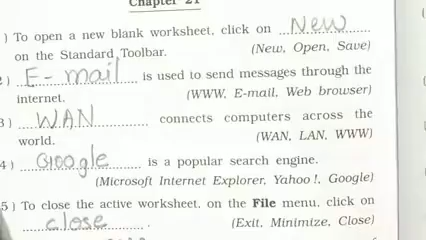 Chapter 21
) To open a new blank worksheet, click on New
on the Standard Toolbar. (New, Open, Save)
2) E-mail is used to send messages through the
internet. (WWW, E-mail, Web browser)
3) WAN connects computers across the
world. (WAN, LAN, WWW)
4) Google is a popular search engine.
(Microsoft Internet Explorer, Yahoo!, Google)
5) To close the active worksheet, on the File menu, click on
close. (Exit, Minimize, Close)